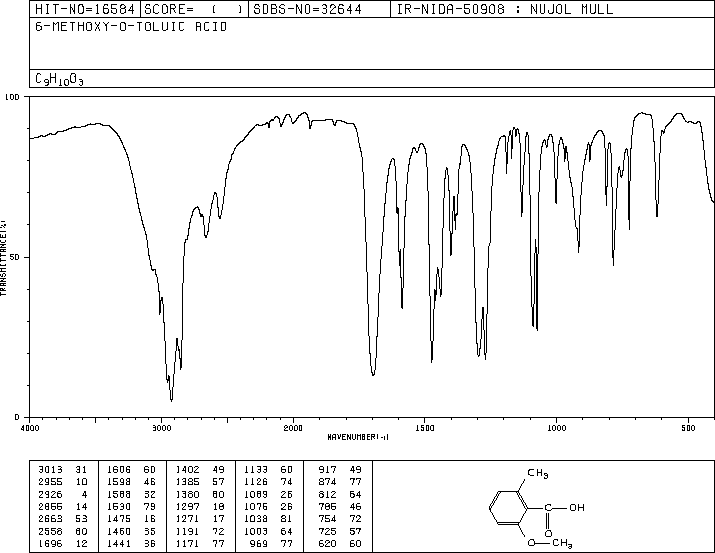 HIT-NO=16584 SCORE= ( ) SDBS-NO=32644 IR-NIDA-50908 : NUJOL MULL
6-METHOXY-O-TOLUIC ACID
C9H10O3
100
50
0
TRANSMITTANCE(%)
4000 3000 2000 1500 1000 500
WAVENUMBER(-1)
3013 31 1606 60 1402 49 1133 60 917 49
2955 10 1598 46 1385 57 1126 74 874 77
2926 4 1588 32 1380 60 1089 26 812 64
2855 14 1530 79 1297 18 1076 26 786 46
2663 53 1475 16 1271 17 1038 81 754 72
2558 60 1460 35 1191 72 1003 64 725 57
1696 12 1441 36 1171 77 969 77 620 60
CH3
C OH
O
O CH3